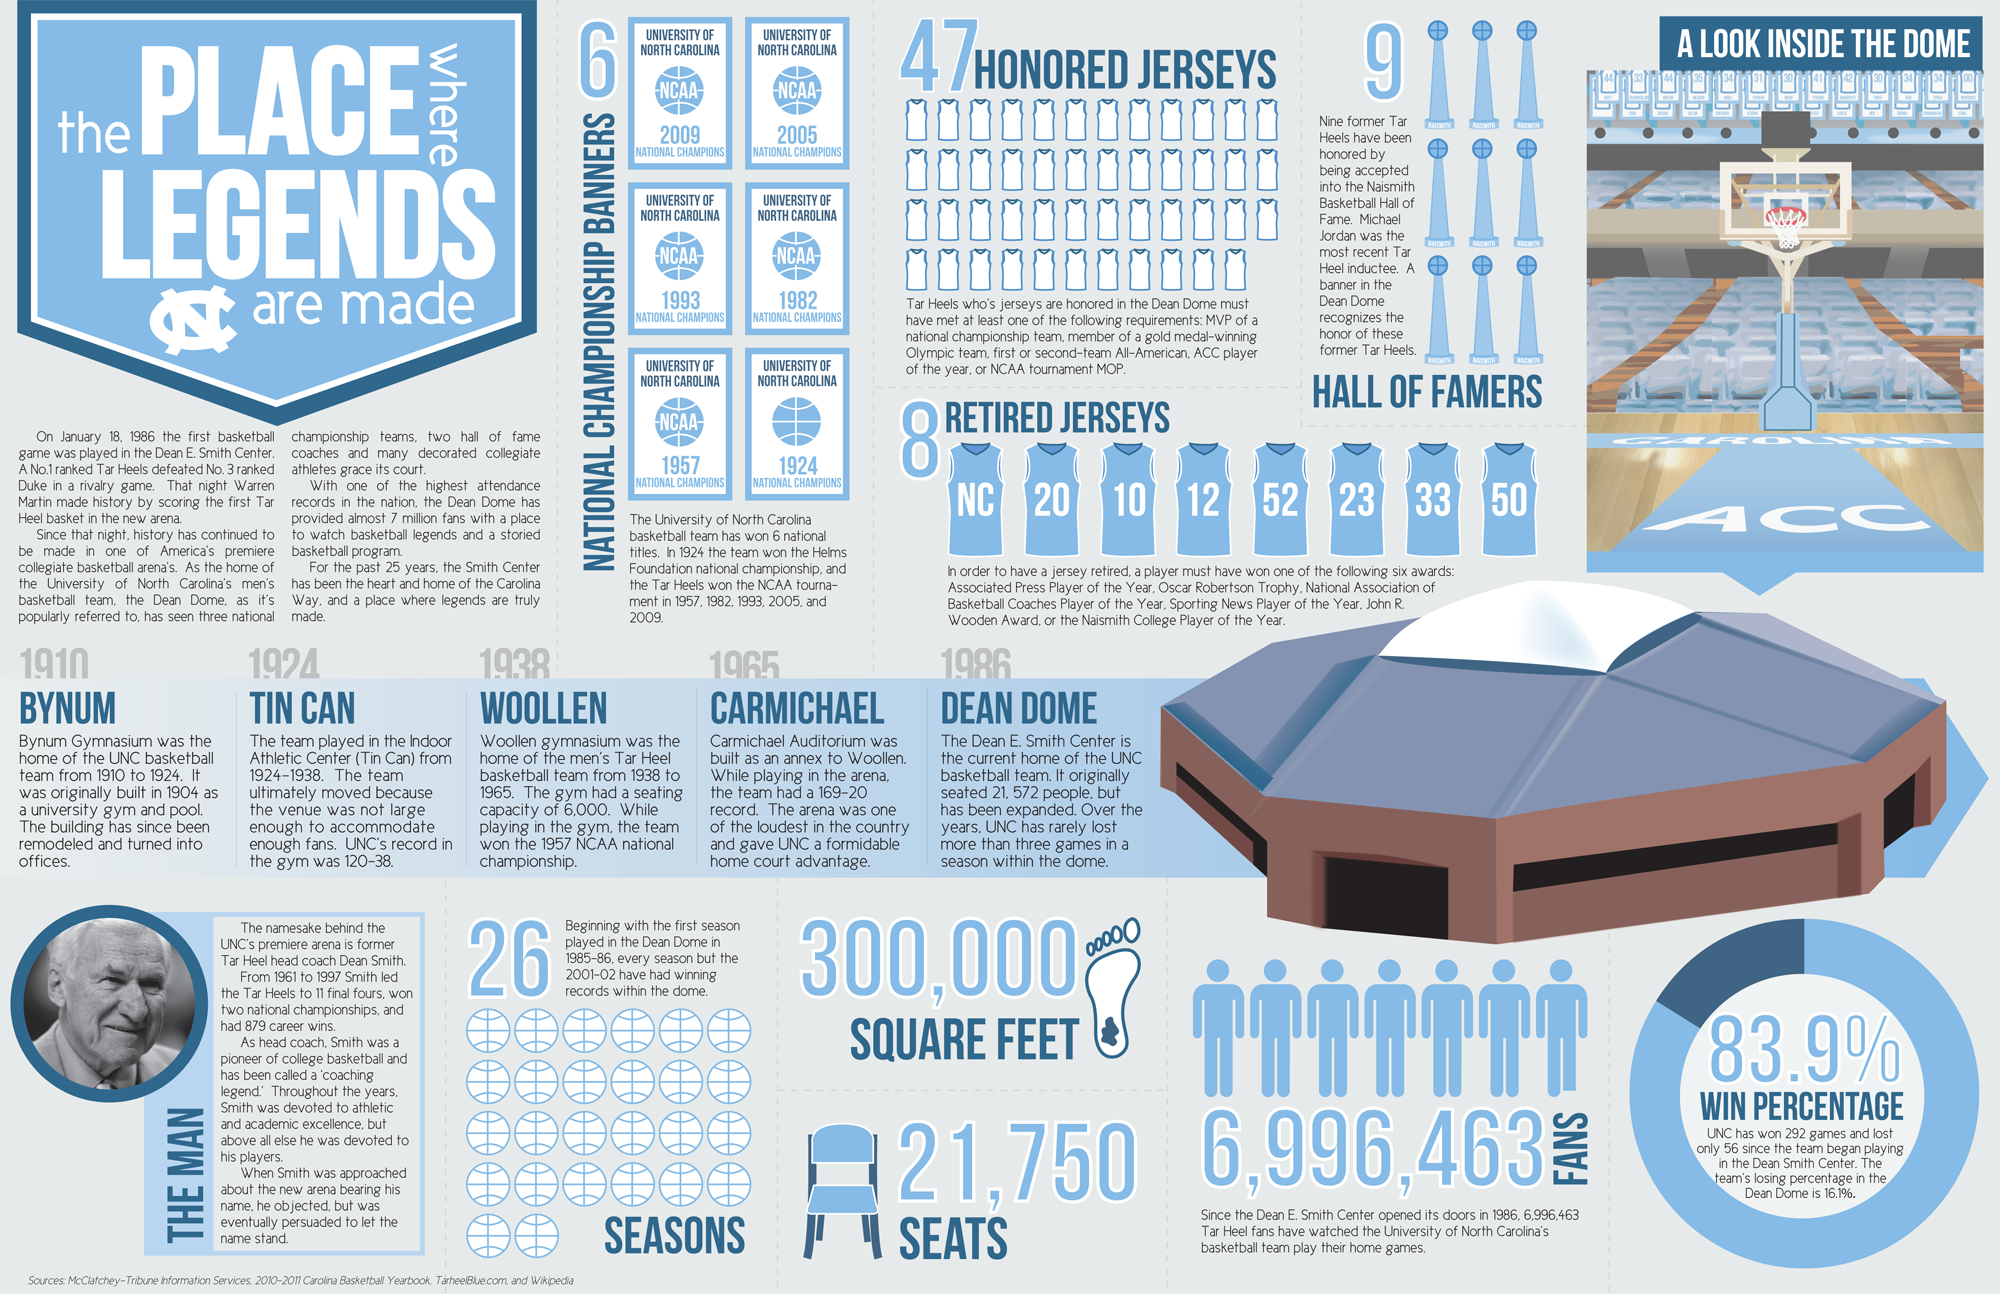 the PLACE where
LEGENDS
NC are made
On January 18, 1986 the first basketball
game was played in the Dean E. Smith Center.
A No.1 ranked Tar Heels defeated No. 3 ranked
Duke in a rivalry game. That night Warren
Martin made history by scoring the first Tar
Heel basket in the new arena.
Since that night, history has continued to
be made in one of America's premiere
collegiate basketball arena's. As the home of
the University of North Carolina's men's
basketball team, the Dean Dome, as it's
popularly referred to, has seen three national
championship teams, two hall of fame
coaches and many decorated collegiate
athletes grace its court.
With one of the highest attendance
records in the nation, the Dean Dome has
provided almost 7 million fans with a place
to watch basketball legends and a storied
basketball program.
For the past 25 years, the Smith Center
has been the heart and home of the Carolina
Way, and a place where legends are truly
made.
6
NATIONAL CHAMPIONSHIP BANNERS
UNIVERSITY OF
NORTH CAROLINA
NCAA
2009
NATIONAL CHAMPIONS
UNIVERSITY OF
NORTH CAROLINA
NCAA
2005
NATIONAL CHAMPIONS
UNIVERSITY OF
NORTH CAROLINA
NCAA
1993
NATIONAL CHAMPIONS
UNIVERSITY OF
NORTH CAROLINA
NCAA
1982
NATIONAL CHAMPIONS
UNIVERSITY OF
NORTH CAROLINA
NCAA
1957
NATIONAL CHAMPIONS
UNIVERSITY OF
NORTH CAROLINA
1924
NATIONAL CHAMPIONS
The University of North Carolina
basketball team has won 6 national
titles. In 1924 the team won the Helms
Foundation national championship, and
the Tar Heels won the NCAA tourna-
ment in 1957, 1982, 1993, 2005, and
2009.
47 HONORED JERSEYS
Tar Heels who's jerseys are honored in the Dean Dome must
have met at least one of the following requirements: MVP of a
national championship team, member of a gold medal-winning
Olympic team, first or second-team All-American, ACC player
of the year, or NCAA tournament MOP.
8 RETIRED JERSEYS
NC 20 10 12 52 23 33 50
In order to have a jersey retired, a player must have won one of the following six awards:
Associated Press Player of the Year, Oscar Robertson Trophy, National Association of
Basketball Coaches Player of the Year, Sporting News Player of the Year, John R.
Wooden Award, or the Naismith College Player of the Year.
9
Nine former Tar
Heels have been
honored by
being accepted
into the Naismith
Basketball Hall of
Fame. Michael
Jordan was the
most recent Tar
Heel inductee. A
banner in the
Dean Dome
recognizes the
honor of these
former Tar Heels.
NAISMITH NAISMITH NAISMITH
NAISMITH NAISMITH NAISMITH
NAISMITH NAISMITH NAISMITH
HALL OF FAMERS
A LOOK INSIDE THE DOME
44 33 44 35 34 31 30 41 42 30 34 34 00
CAROLINA
ACC
1910
BYNUM
Bynum Gymnasium was the
home of the UNC basketball
team from 1910 to 1924. It
was originally built in 1904 as
a university gym and pool.
The building has since been
remodeled and turned into
offices.
1924
TIN CAN
The team played in the Indoor
Athletic Center (Tin Can) from
1924-1938. The team
ultimately moved because
the venue was not large
enough to accommodate
enough fans. UNC's record in
the gym was 120-38.
1938
WOOLLEN
Woollen gymnasium was the
home of the men's Tar Heel
basketball team from 1938 to
1965. The gym had a seating
capacity of 6,000. While
playing in the gym, the team
won the 1957 NCAA national
championship.
1965
CARMICHAEL
Carmichael Auditorium was
built as an annex to Woollen.
While playing in the arena,
the team had a 169-20
record. The arena was one
of the loudest in the country
and gave UNC a formidable
home court advantage.
1986
DEAN DOME
The Dean E. Smith Center is
the current home of the UNC
basketball team. It originally
seated 21, 572 people, but
has been expanded. Over the
years, UNC has rarely lost
more than three games in a
season within the dome.
THE MAN
The namesake behind the
UNC's premiere arena is former
Tar Heel head coach Dean Smith.
From 1961 to 1997 Smith led
the Tar Heels to 11 final fours, won
two national championships, and
had 879 career wins.
As head coach, Smith was a
pioneer of college basketball and
has been called a 'coaching
legend.' Throughout the years,
Smith was devoted to athletic
and academic excellence, but
above all else he was devoted to
his players.
When Smith was approached
about the new arena bearing his
name, he objected, but was
eventually persuaded to let the
name stand.
26
Beginning with the first season
played in the Dean Dome in
1985-86, every season but the
2001-02 have had winning
records within the dome.
SEASONS
300,000
SQUARE FEET
21,750
SEATS
6,996,463 FANS
Since the Dean E. Smith Center opened its doors in 1986, 6,996,463
Tar Heel fans have watched the University of North Carolina's
basketball team play their home games.
83.9%
WIN PERCENTAGE
UNC has won 292 games and lost
only 56 since the team began playing
in the Dean Smith Center. The
team's losing percentage in the
Dean Dome is 16.1%.
Sources: McClatchey-Tribune Information Services, 2010-2011 Carolina Basketball Yearbook, TarheelBlue.com, and Wikipedia